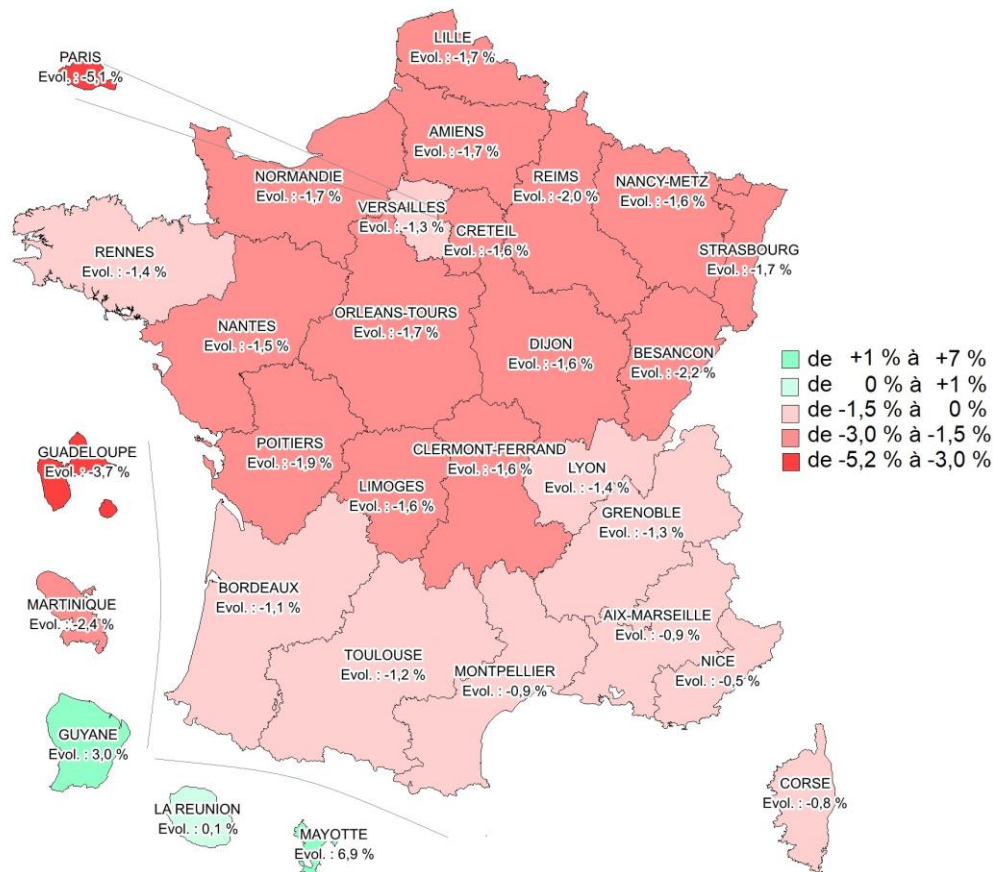 LILLE
Evol. : -1,7 %
PARIS
Evol. : -5,1 %
AMIENS
Evol. : -1,7 %
NORMANDIE
Evol. : -1,7 %
REIMS
Evol. : -2,0 %
NANCY-METZ
Evol. : -1,6 %
VERSAILLES
Evol. : -1,3 %
CRETEIL
Evol. : -1,6 %
STRASBOURG
Evol. : -1,7 %
RENNES
Evol. : -1,4 %
NANTES
Evol. : -1,5 %
ORLEANS-TOURS
Evol. : -1,7 %
DIJON
Evol. : -1,6 %
BESANCON
Evol. : -2,2 %
de +1 % à +7 %
de 0 % à +1 %
de -1,5 % à 0 %
de -3,0 % à -1,5 %
de -5,2 % à -3,0 %
GUADELOUPE
Evol. : -3,7 %
POITIERS
Evol. : -1,9 %
CLERMONT-FERRAND
Evol. : -1,6 %
LYON
Evol. : -1,4 %
LIMOGES
Evol. : -1,6 %
GRENOBLE
Evol. : -1,3 %
MARTINIQUE
Evol. : -2,4 %
BORDEAUX
Evol. : -1,1 %
AIX-MARSEILLE
Evol. : -0,9 %
TOULOUSE
Evol. : -1,2 %
MONTPELLIER
Evol. : -0,9 %
NICE
Evol. : -0,5 %
GUYANE
Evol. : 3,0 %
LA REUNION
Evol. : 0,1 %
MAYOTTE
Evol. : 6,9 %
CORSE
Evol. : -0,8 %